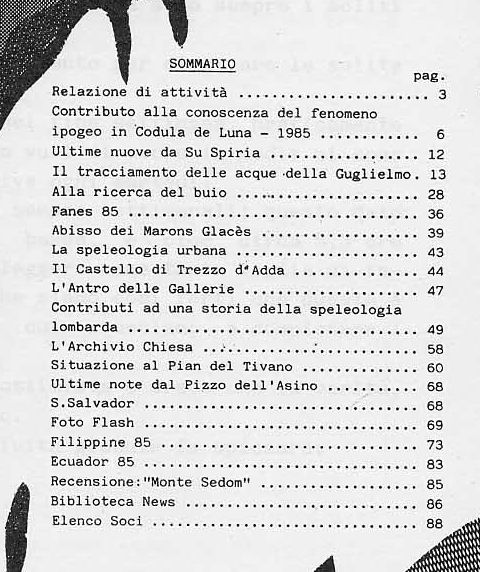 SOMMARIO
pag.
Relazione di attività ....................... 3
Contributo alla conoscenza del fenomeno
ipogeo in Codula de Luna - 1985 ............ 6
Ultime nuove da Su Spiria .................. 12
Il tracciamento delle acque della Guglielmo. 13
Alla ricerca del buio ...................... 28
Fanes 85 ................................... 36
Abisso dei Marons Glacès ................... 39
La speleologia urbana ...................... 43
Il Castello di Trezzo d'Adda ............... 44
L'Antro delle Gallerie ..................... 47
Contributi ad una storia della speleologia
lombarda ................................... 49
L'Archivio Chiesa .......................... 58
Situazione al Pian del Tivano .............. 60
Ultime note dal Pizzo dell'Asino ........... 68
S.Salvador ................................. 68
Foto Flash ................................. 69
Filippine 85 ............................... 73
Ecuador 85 ................................. 83
Recensione:"Monte Sedom" ................... 85
Biblioteca News ............................ 86
Elenco Soci ................................ 88